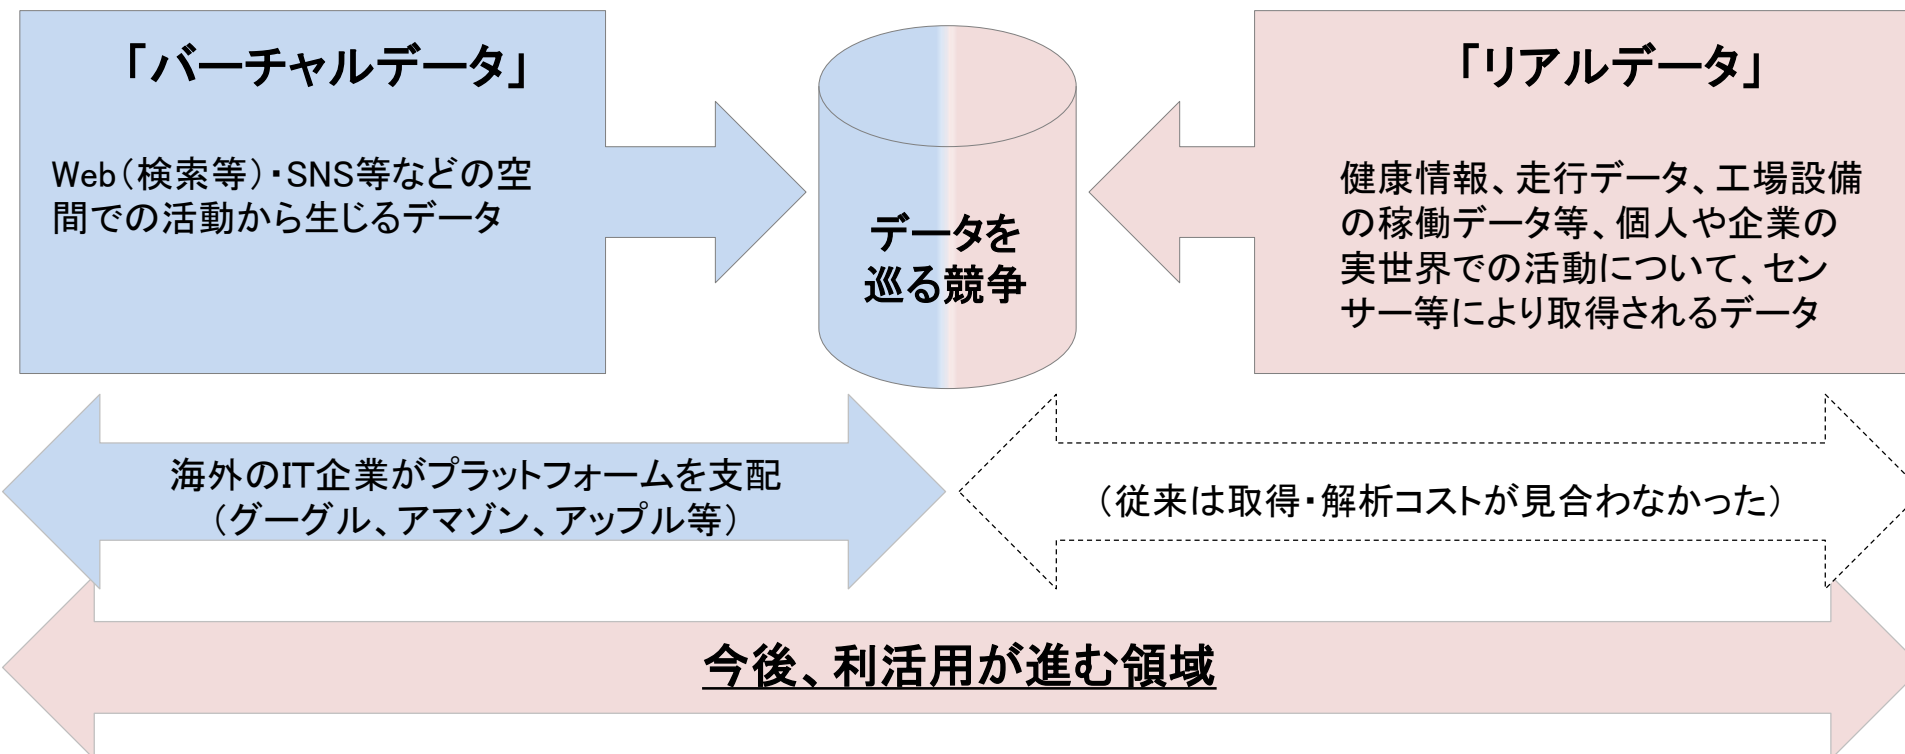 「バーチャルデータ」
Web（検索等）・SNS等などの空
間での活動から生じるデータ
データを
巡る競争
「リアルデータ」
健康情報、走行データ、工場設備
の稼働データ等、個人や企業の
実世界での活動について、セン
サー等により取得されるデータ
海外のIT企業がプラットフォームを支配
（グーグル、アマゾン、アップル等）
（従来は取得・解析コストが見合わなかった）
今後、利活用が進む領域